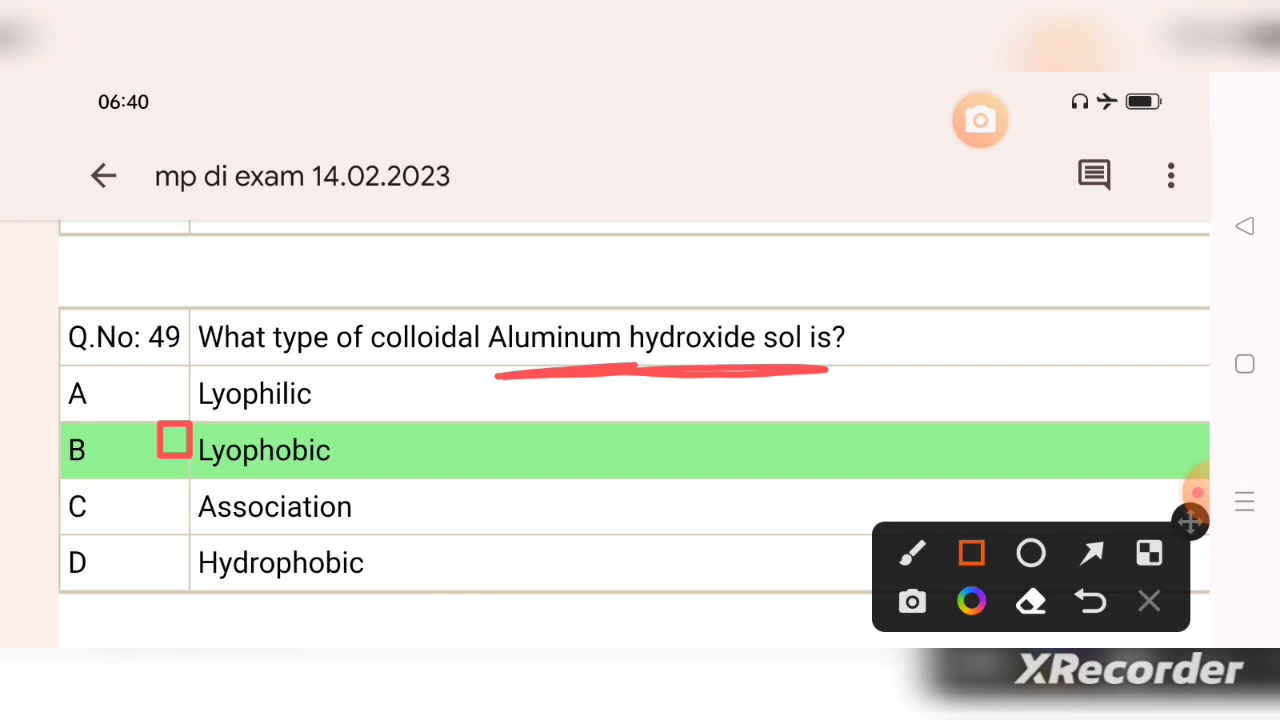 06:40
mp di exam 14.02.2023
Q.No: 49 What type of colloidal Aluminum hydroxide sol is?
A Lyophilic
B Lyophobic
C Association
D Hydrophobic
XRecorder